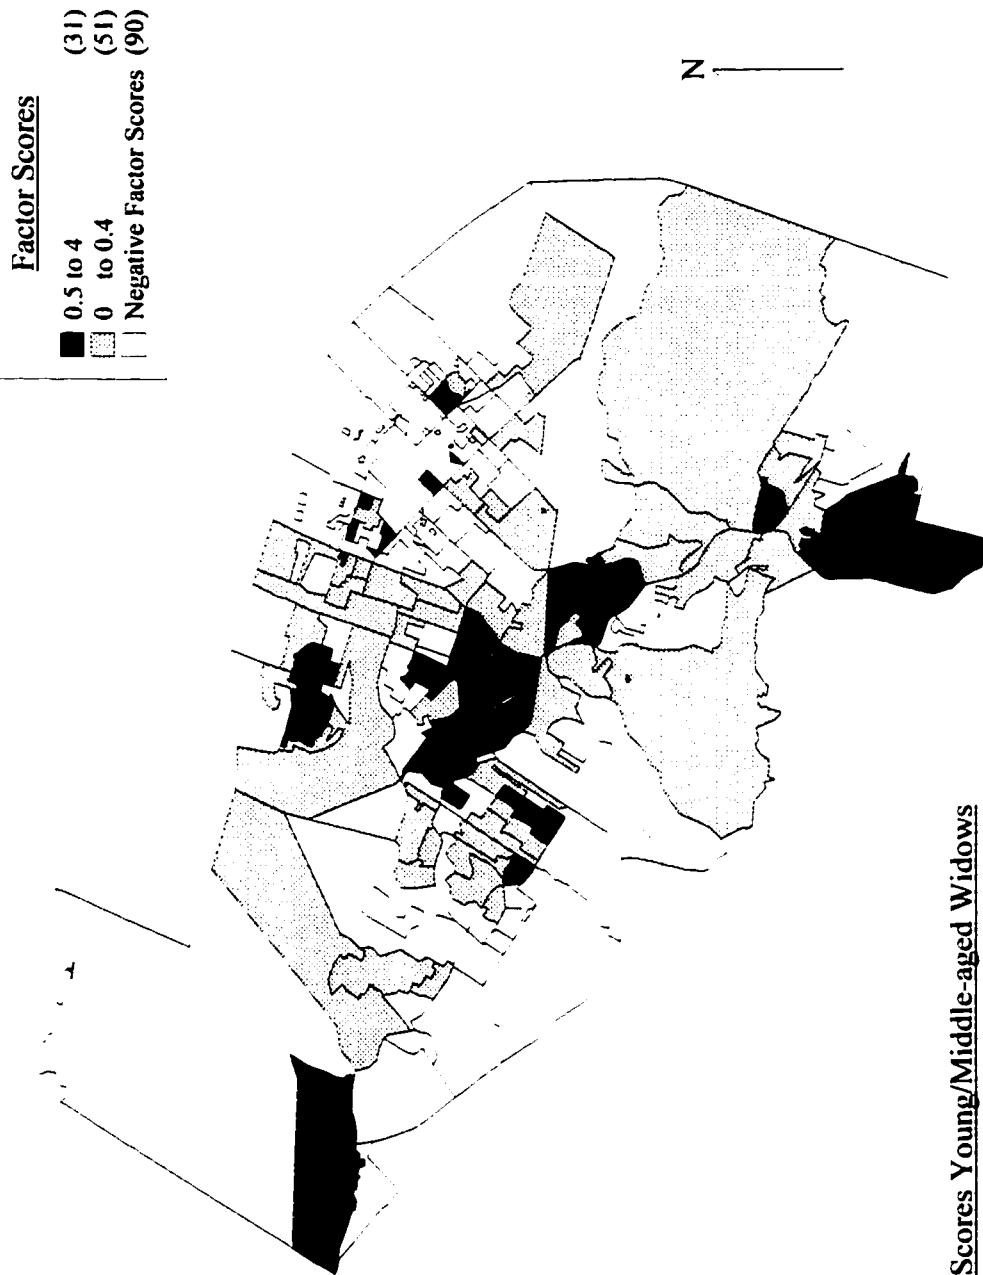 Factor Scores
0.5 to 4 (31)
0 to 0.4 (51)
Negative Factor Scores (90)
N
Scores Young/Middle-aged Widows